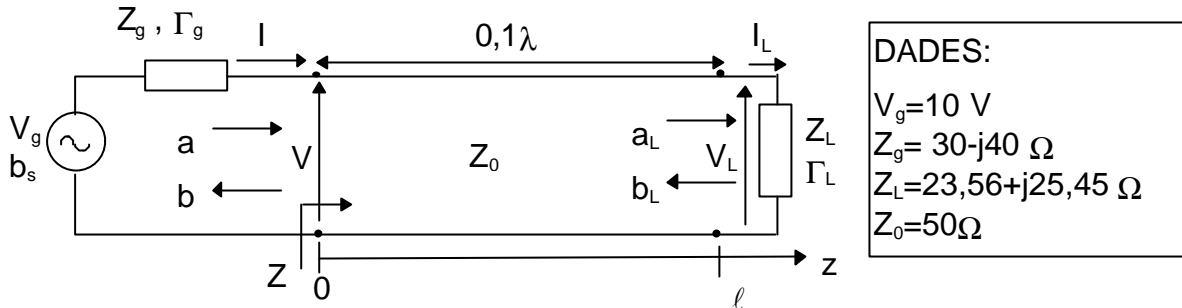 Z_g , Γ_g
I
0,1λ
I_L
V_g
b_s
a
b
V
Z_0
a_L
V_L
b_L
Z_L
Γ_L
Z
0
ℓ
z
DADES:
V_g=10 V
Z_g= 30-j40 Ω
Z_L=23,56+j25,45 Ω
Z_0=50Ω